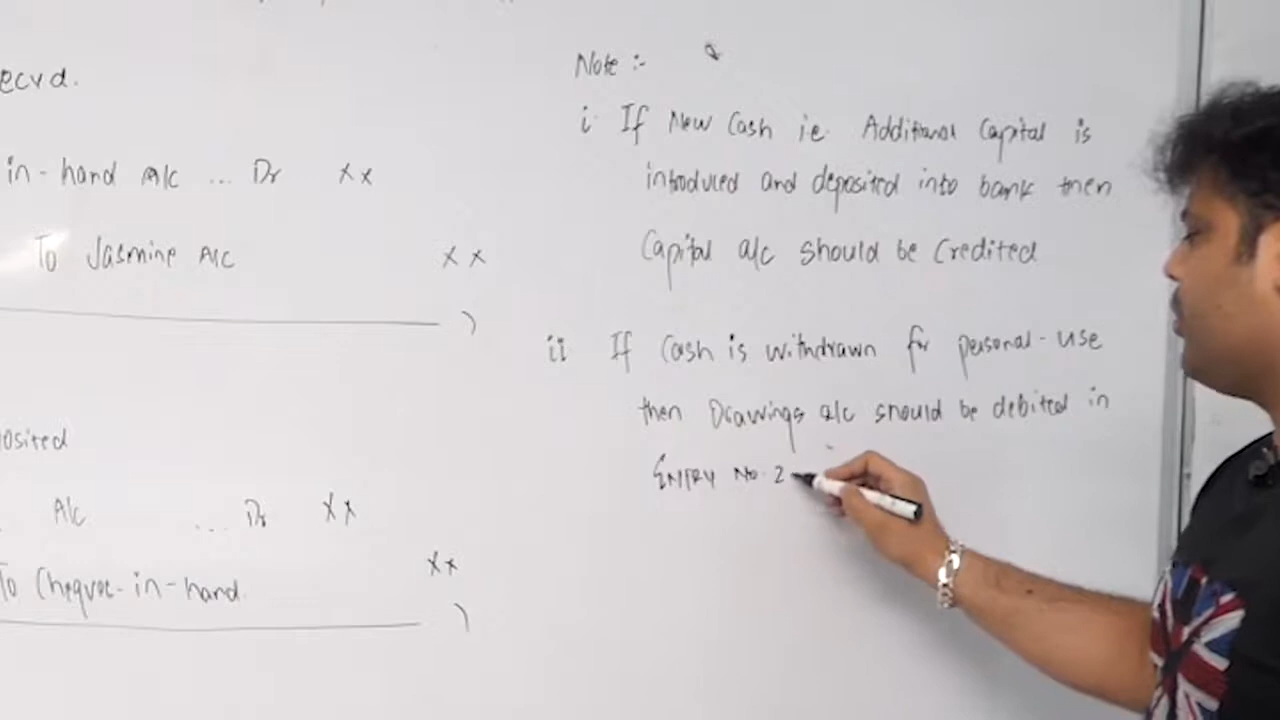 ecvd.
in-hand A/c ... Dr xx
To Jasmine A/c xx
)
osited
A/c ... Dr xx
To Cheque-in-hand xx
)
Note :-
i. If New Cash i.e. Additional Capital is
introduced and deposited into bank then
Capital a/c should be Credited
ii If Cash is withdrawn for personal-use
then Drawings a/c should be debited in
Entry No. 2